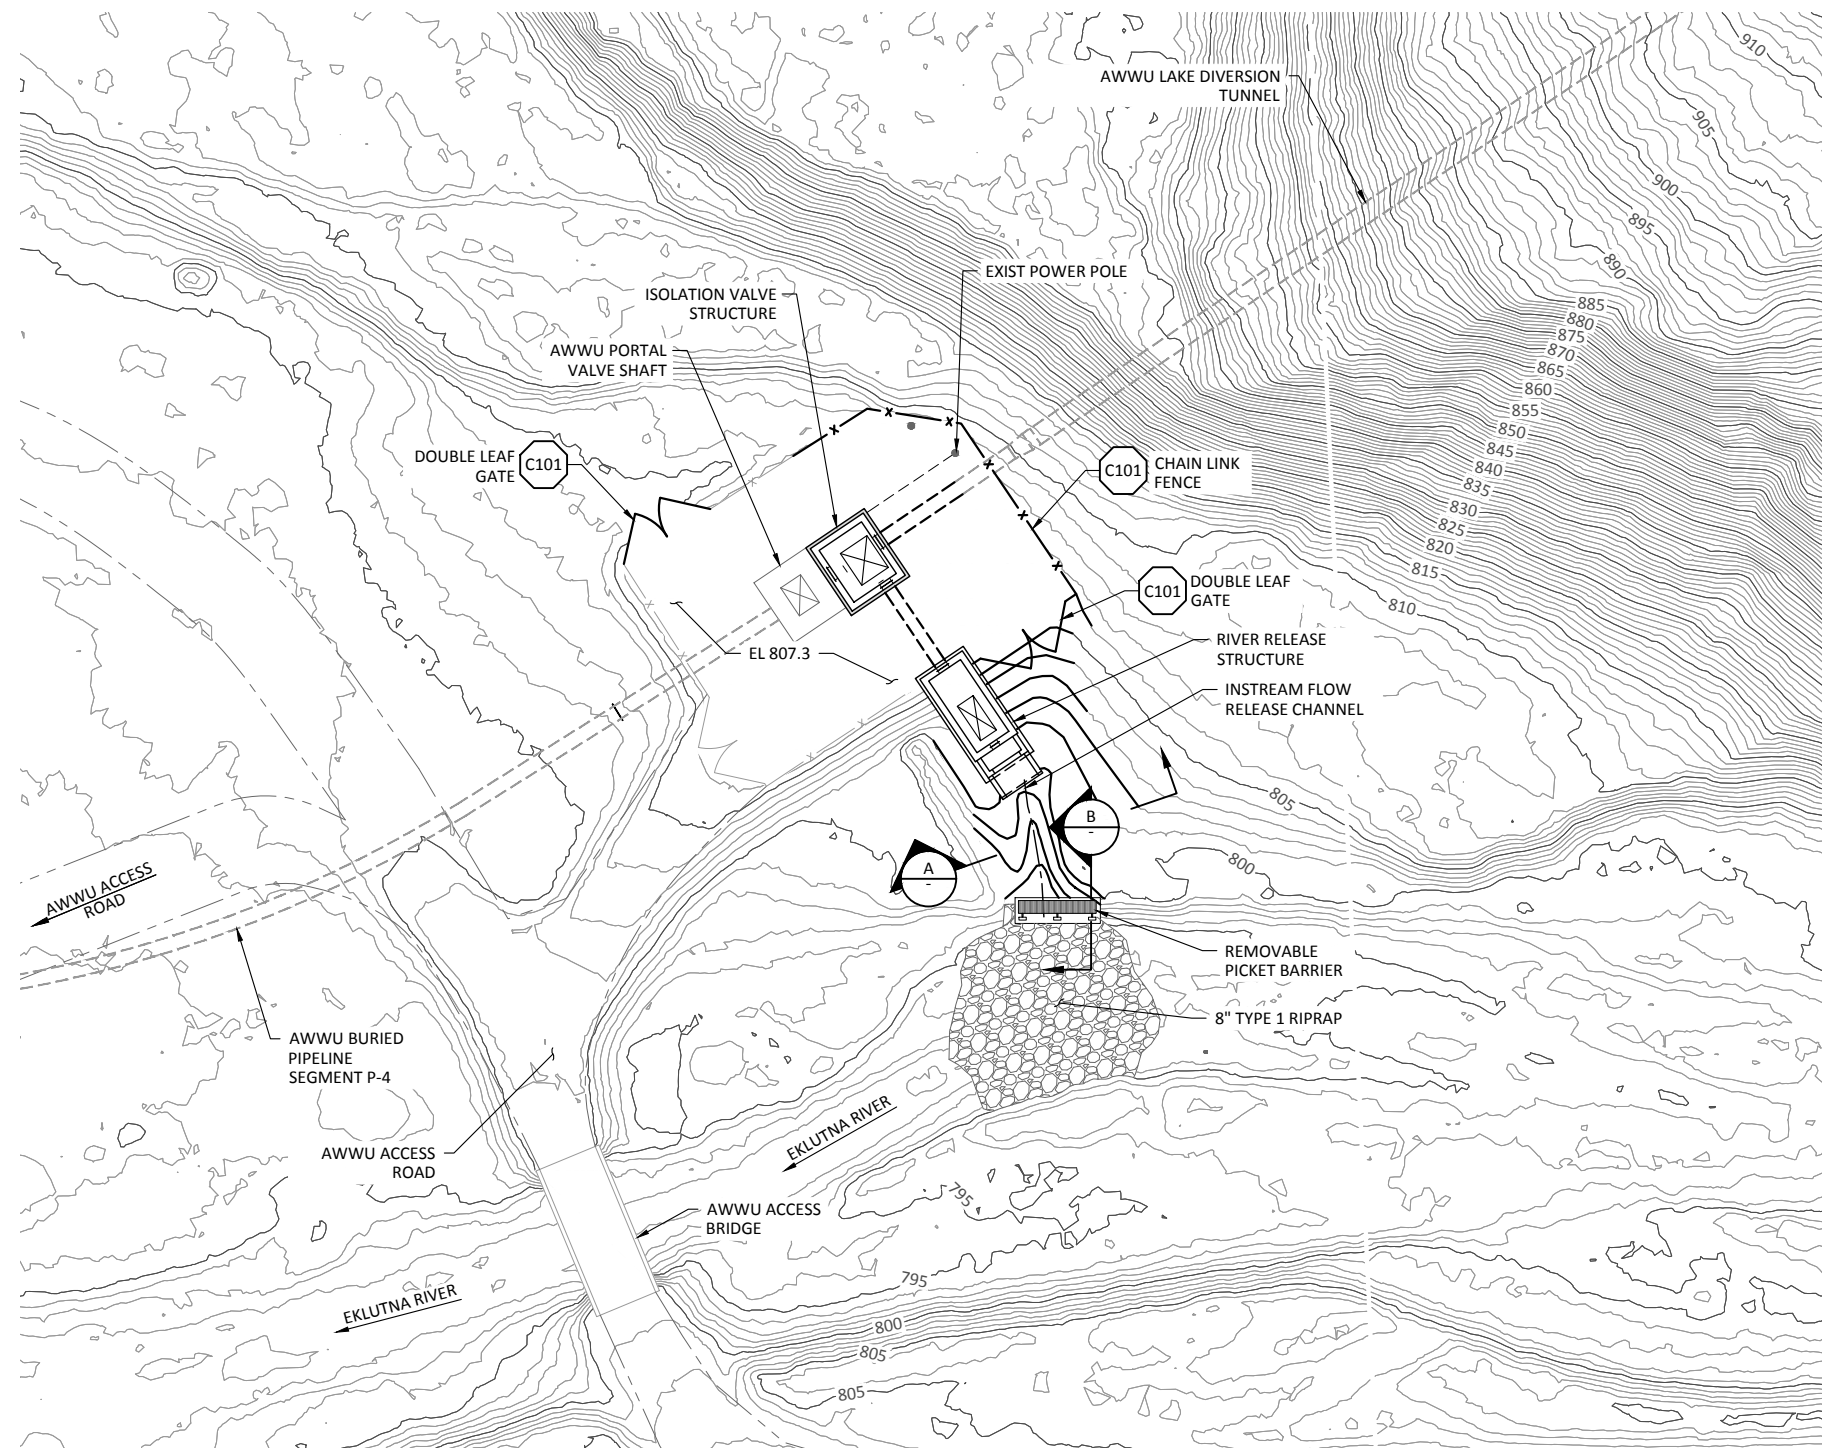 910
AWWU LAKE DIVERSION
TUNNEL
905
900
895
890
EXIST POWER POLE
ISOLATION VALVE
STRUCTURE
885
880
875
870
865
860
855
850
845
840
835
830
825
820
815
810
AWWU PORTAL
VALVE SHAFT
DOUBLE LEAF
GATE
C101
C101
CHAIN LINK
FENCE
C101
DOUBLE LEAF
GATE
RIVER RELEASE
STRUCTURE
EL 807.3
INSTREAM FLOW
RELEASE CHANNEL
805
B
-
800
A
-
AWWU ACCESS
ROAD
REMOVABLE
PICKET BARRIER
8" TYPE 1 RIPRAP
AWWU BURIED
PIPELINE
SEGMENT P-4
EKLUTNA RIVER
AWWU ACCESS
ROAD
795
AWWU ACCESS
BRIDGE
795
EKLUTNA RIVER
800
805
805